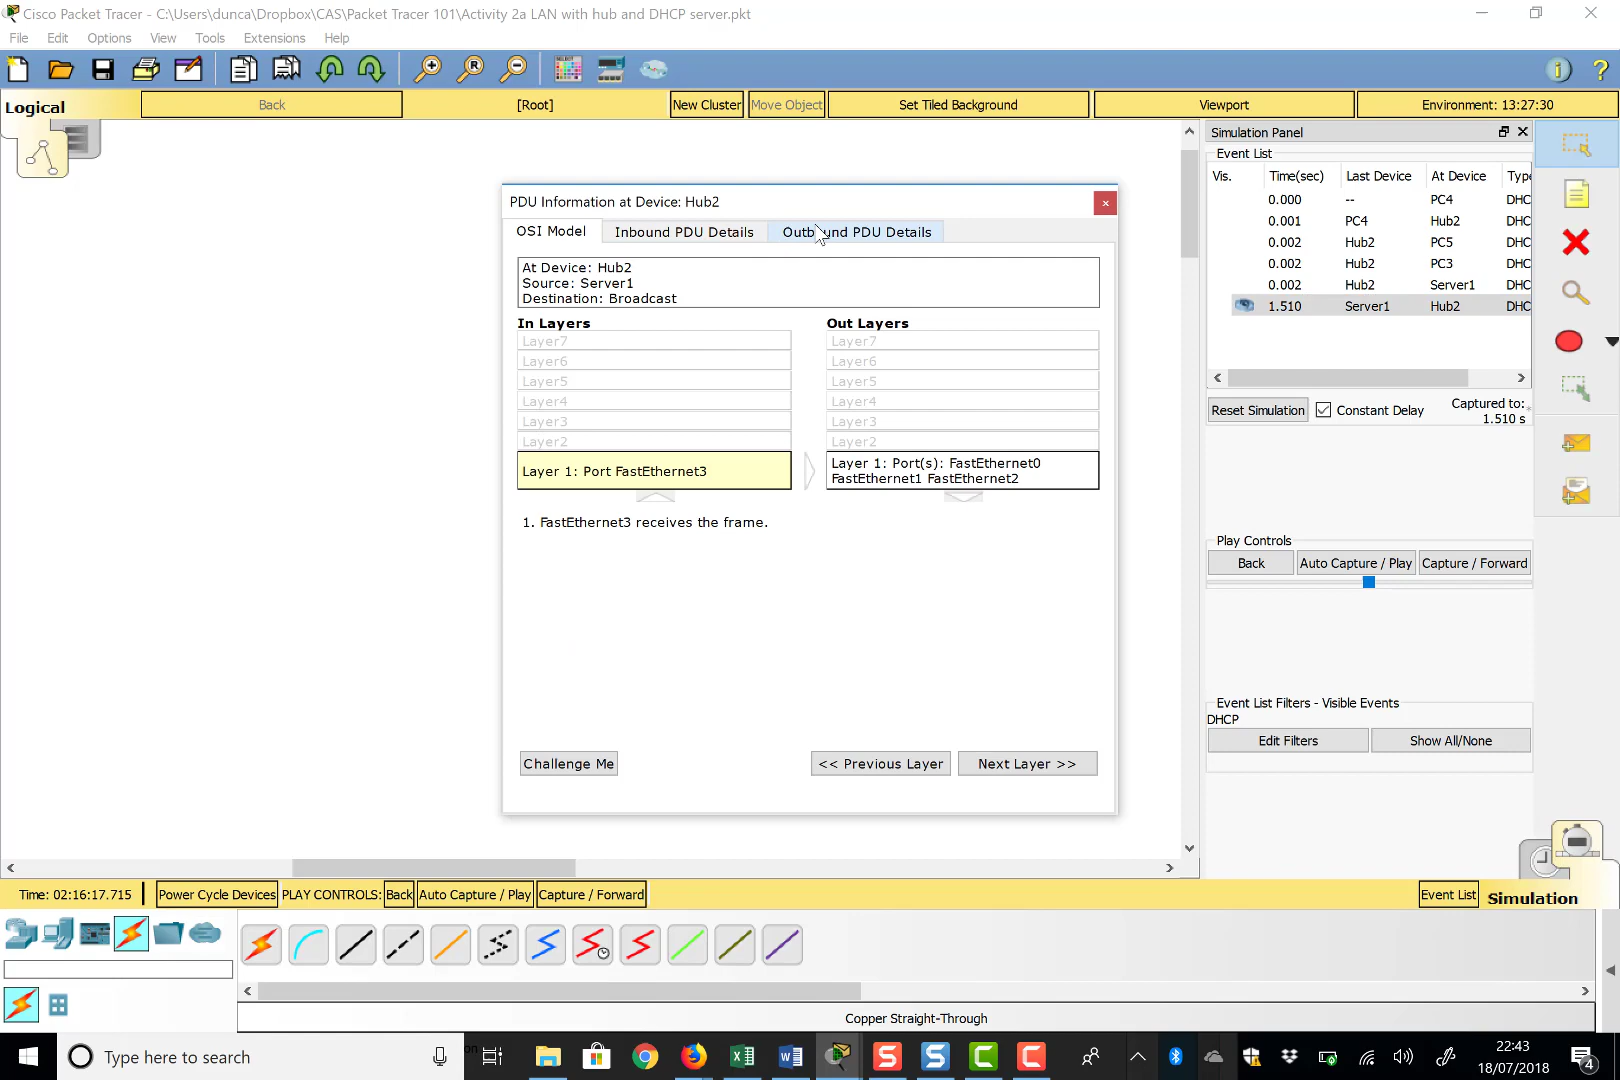 Cisco Packet Tracer - C:\Users\dunca\Dropbox\CAS\Packet Tracer 101\Activity 2a LAN with hub and DHCP server.pkt
File Edit Options View Tools Extensions Help
Logical Back [Root] New Cluster Move Object Set Tiled Background Viewport Environment: 13:27:30
Simulation Panel
Event List
Vis. Time(sec) Last Device At Device Type
0.000 -- PC4 DHC
0.001 PC4 Hub2 DHC
0.002 Hub2 PC5 DHC
0.002 Hub2 PC3 DHC
0.002 Hub2 Server1 DHC
1.510 Server1 Hub2 DHC
Reset Simulation Constant Delay Captured to:
1.510 s
Play Controls
Back Auto Capture / Play Capture / Forward
Event List Filters - Visible Events
DHCP
Edit Filters Show All/None
PDU Information at Device: Hub2
OSI Model Inbound PDU Details Outbound PDU Details
At Device: Hub2
Source: Server1
Destination: Broadcast
In Layers Out Layers
Layer7 Layer7
Layer6 Layer6
Layer5 Layer5
Layer4 Layer4
Layer3 Layer3
Layer2 Layer2
Layer 1: Port FastEthernet3
Layer 1: Port(s): FastEthernet0
FastEthernet1 FastEthernet2
1. FastEthernet3 receives the frame.
Challenge Me << Previous Layer Next Layer >>
Time: 02:16:17.715 Power Cycle Devices PLAY CONTROLS: Back Auto Capture / Play Capture / Forward Event List Simulation
Copper Straight-Through
Type here to search
22:43
18/07/2018
4